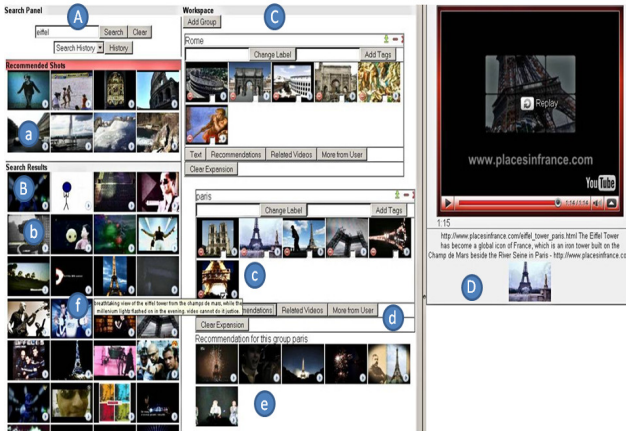 Search Panel
A
eiffel
Search
Clear
Search History
History
Recommended Shots
a
Search Results
B
b
f
breathtaking view of the eiffel tower from the champs de mars, while the
millenium lights flashed on in the evening. video cannot do it justice.
Workspace
C
Add Group
Rome
Change Label
Add Tags
Text
Recommendations
Related Videos
More from User
Clear Expansion
paris
Change Label
Add Tags
c
mendations
Related Videos
More from User
d
Clear Expansion
Recommendation for this group paris
e
Replay
www.placesinfrance.com
YouTube
1:15
http://www.placesinfrance.com/eiffel_tower_paris.html The Eiffel Tower
has become a global icon of France, which is an iron tower built on the
Champ de Mars beside the River Seine in Paris - http://www.placesinfrance.co
D